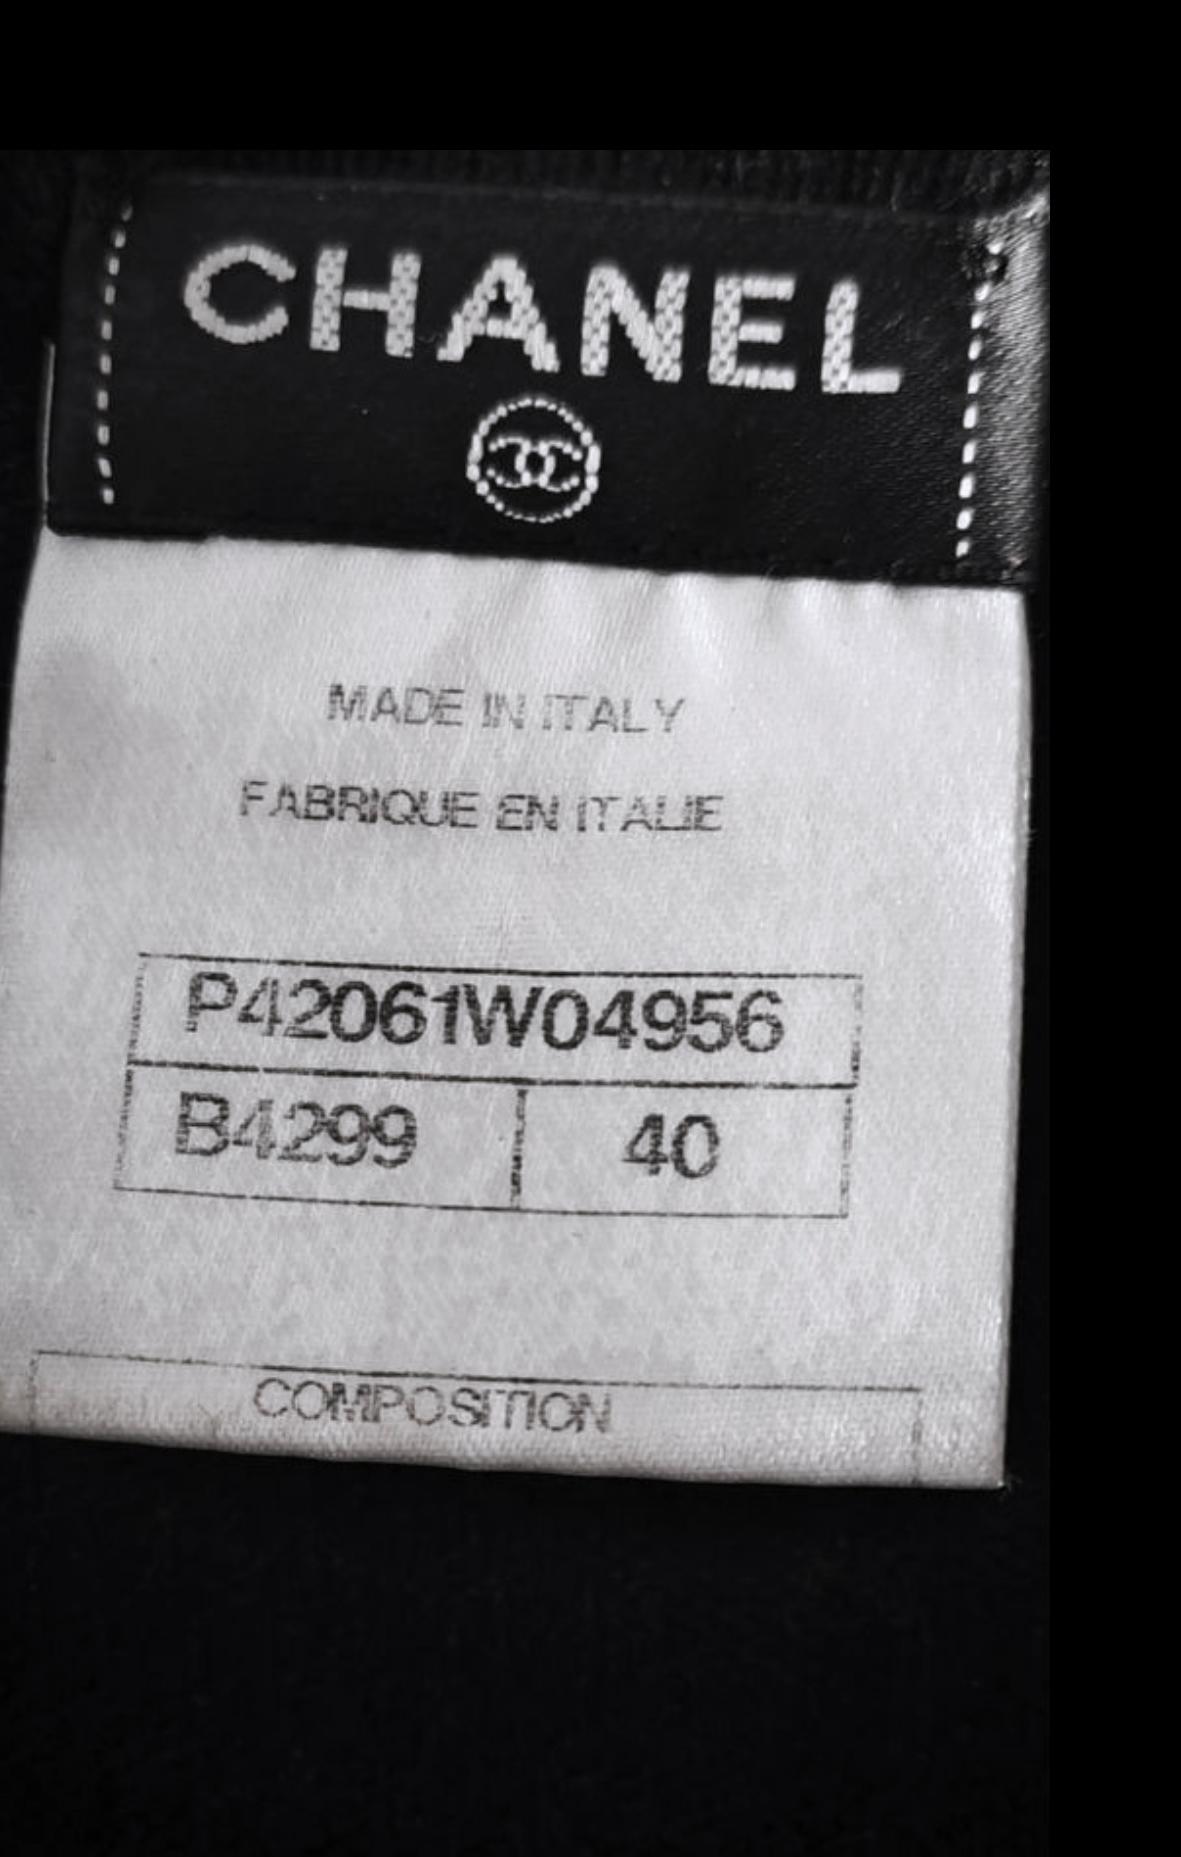 CHANEL
MADE IN ITALY
FABRIQUE EN ITALIE
P42061W04956
B4299 40
COMPOSITION